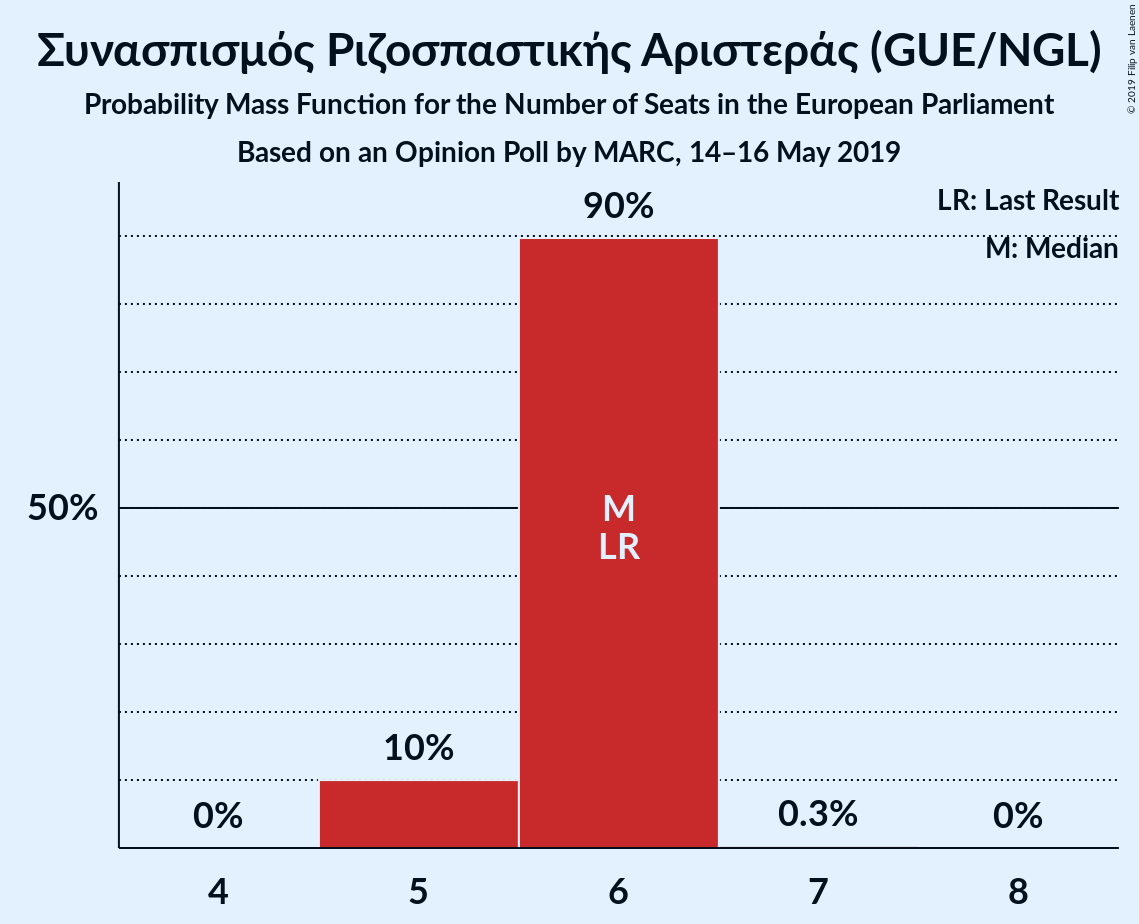 Συνασπισμός Ριζοσπαστικής Αριστεράς (GUE/NGL)
Probability Mass Function for the Number of Seats in the European Parliament
Based on an Opinion Poll by MARC, 14–16 May 2019
© 2019 Filip van Laenen
LR: Last Result
M: Median
90%
50%
M
LR
10%
0%
0.3%
0%
4
5
6
7
8